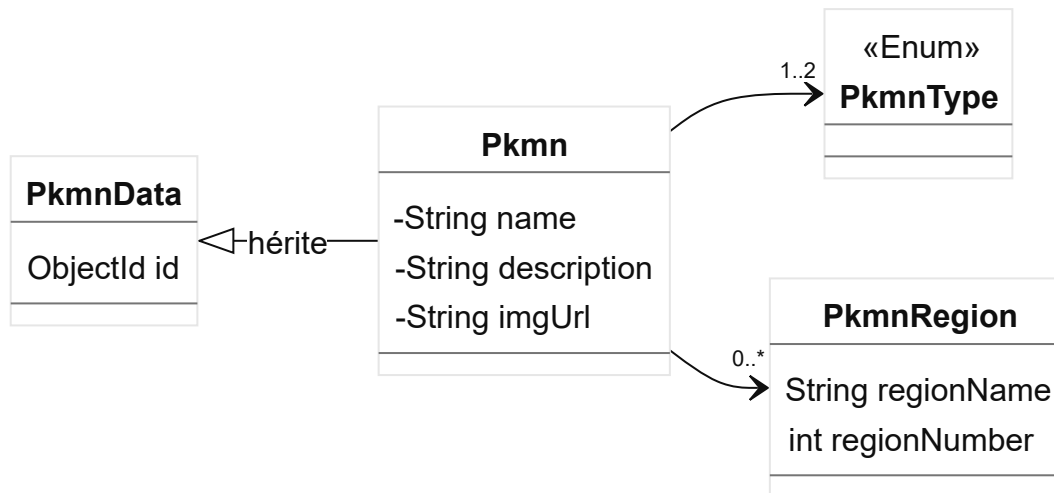 PkmnData
ObjectId id
hérite
Pkmn
-String name
-String description
-String imgUrl
1..2
«Enum»
PkmnType
0..*
PkmnRegion
String regionName
int regionNumber